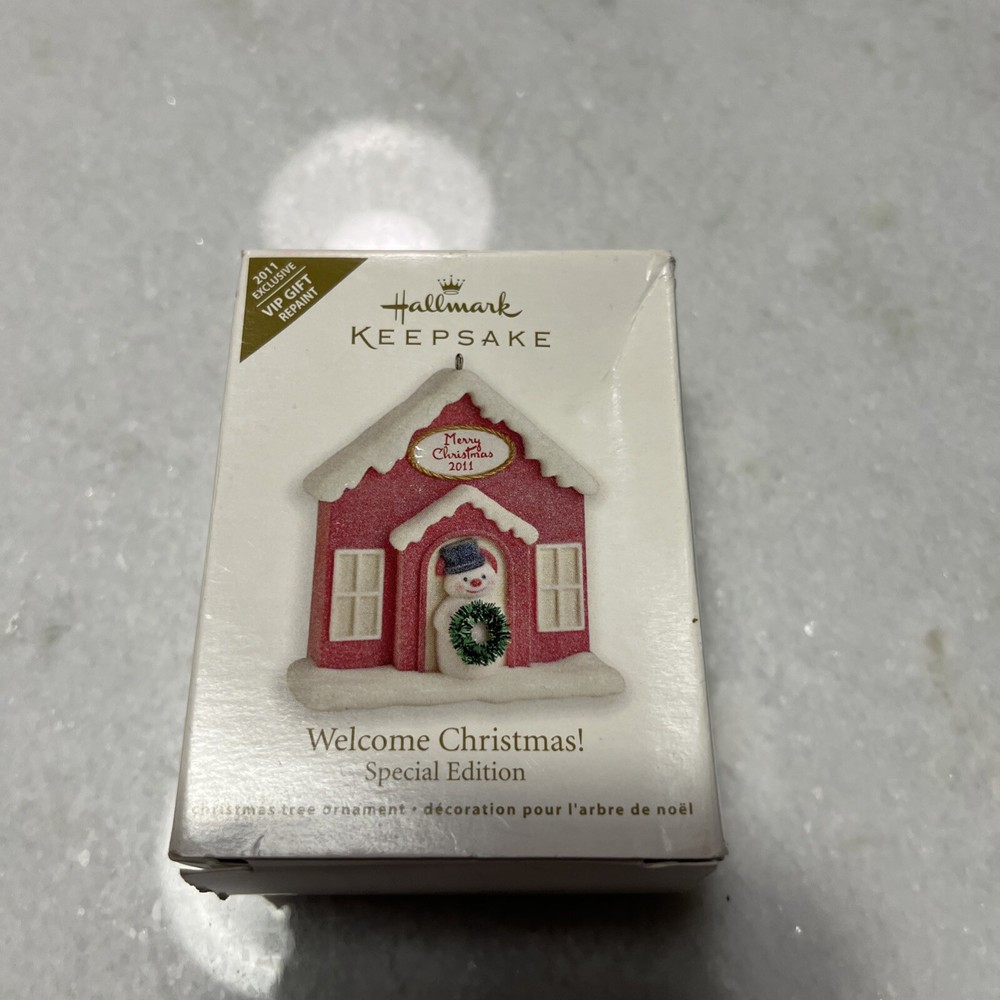 2011
EXCLUSIVE
VIP GIFT
REPAINT
Hallmark
KEEPSAKE
Merry
Christmas
2011
Welcome Christmas!
Special Edition
christmas tree ornament • décoration pour l'arbre de noël